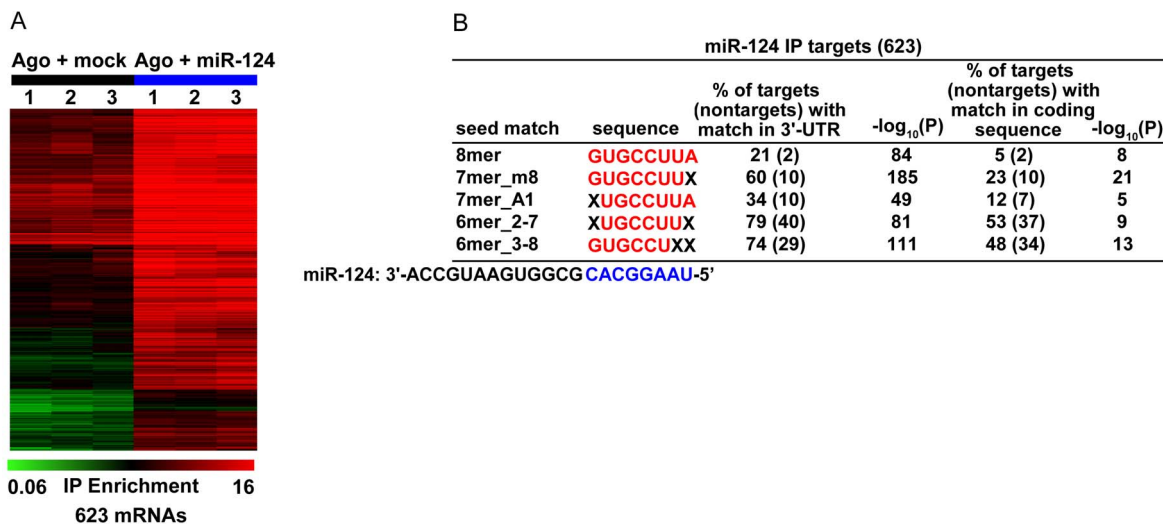 A
Ago + mock Ago + miR-124
1 2 3 1 2 3
0.06 IP Enrichment 16
623 mRNAs
B
miR-124 IP targets (623)
seed match sequence % of targets (nontargets) with match in 3'-UTR -log10(P) % of targets (nontargets) with match in coding sequence -log10(P)
8mer GUGCCUUA 21 (2) 84 5 (2) 8
7mer_m8 GUGCCUUX 60 (10) 185 23 (10) 21
7mer_A1 XUGCCUUA 34 (10) 49 12 (7) 5
6mer_2-7 XUGCCUUX 79 (40) 81 53 (37) 9
6mer_3-8 GUGCCUXX 74 (29) 111 48 (34) 13
miR-124: 3'-ACCGUAAGUGGCGCACGGAAU-5’